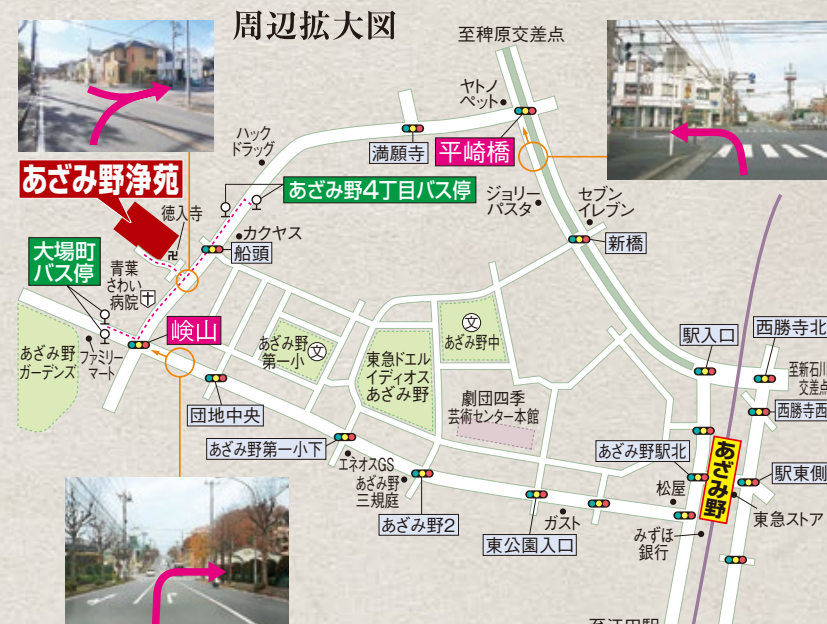 周辺拡大図
至稗原交差点
ヤトノ
ペット
ハック
ドラッグ
満願寺
平崎橋
あざみ野浄苑
あざみ野4丁目バス停
ジョリー
パスタ
セブン
イレブン
徳入寺
カクヤス
船頭
新橋
大場町
バス停
青葉
さわい
病院
嶮山
あざみ野
ガーデンズ
ファミリー
マート
あざみ野
第一小
文
文
あざみ野中
東急ドエル
イディオス
あざみ野
駅入口
西勝寺北
至新石川
交差点
西勝寺西
劇団四季
芸術センター本館
団地中央
あざみ野第一小下
エネオスGS
あざみ野
三規庭
あざみ野2
あざみ野駅北
あざみ野
駅東側
松屋
東急ストア
ガスト
東公園入口
みずほ
銀行
至江田駅